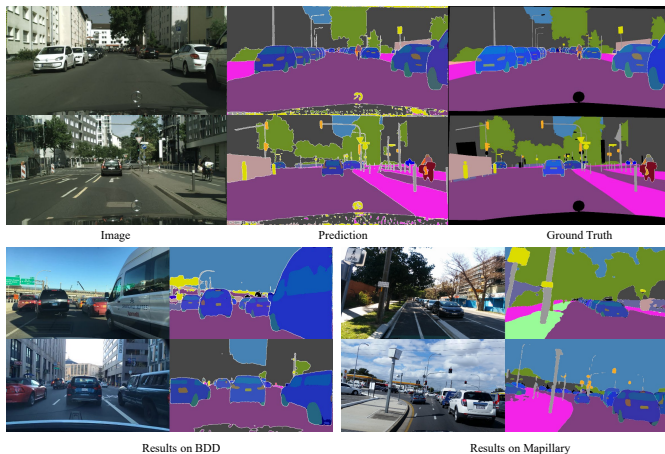 Image
Prediction
Ground Truth
Results on BDD
Results on Mapillary